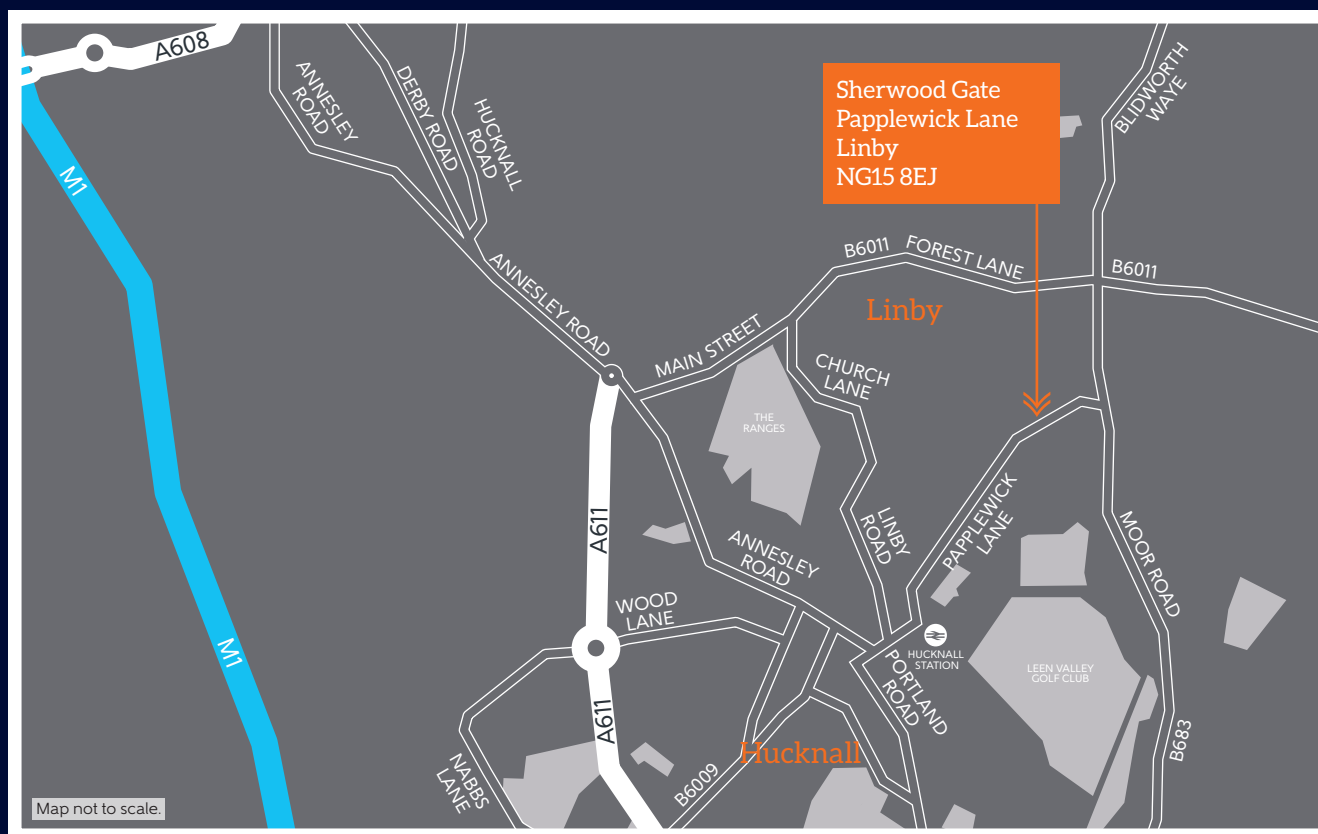 A608
ANNESLEY
ROAD
DERBY ROAD
HUCKNALL
ROAD
BLIDWORTH
WAYE
Sherwood Gate
Papplewick Lane
Linby
NG15 8EJ
M1
B6011
FOREST LANE
B6011
ANNESLEY ROAD
Linby
MAIN STREET
CHURCH
LANE
THE
RANGES
A611
LINBY
ROAD
PAPPLEWICK
LANE
MOOR ROAD
ANNESLEY
ROAD
WOOD
LANE
HUCKNALL
STATION
LEEN VALLEY
GOLF CLUB
M1
PORTLAND
ROAD
A611
Hucknall
B683
NABBS
LANE
B6009
Map not to scale.